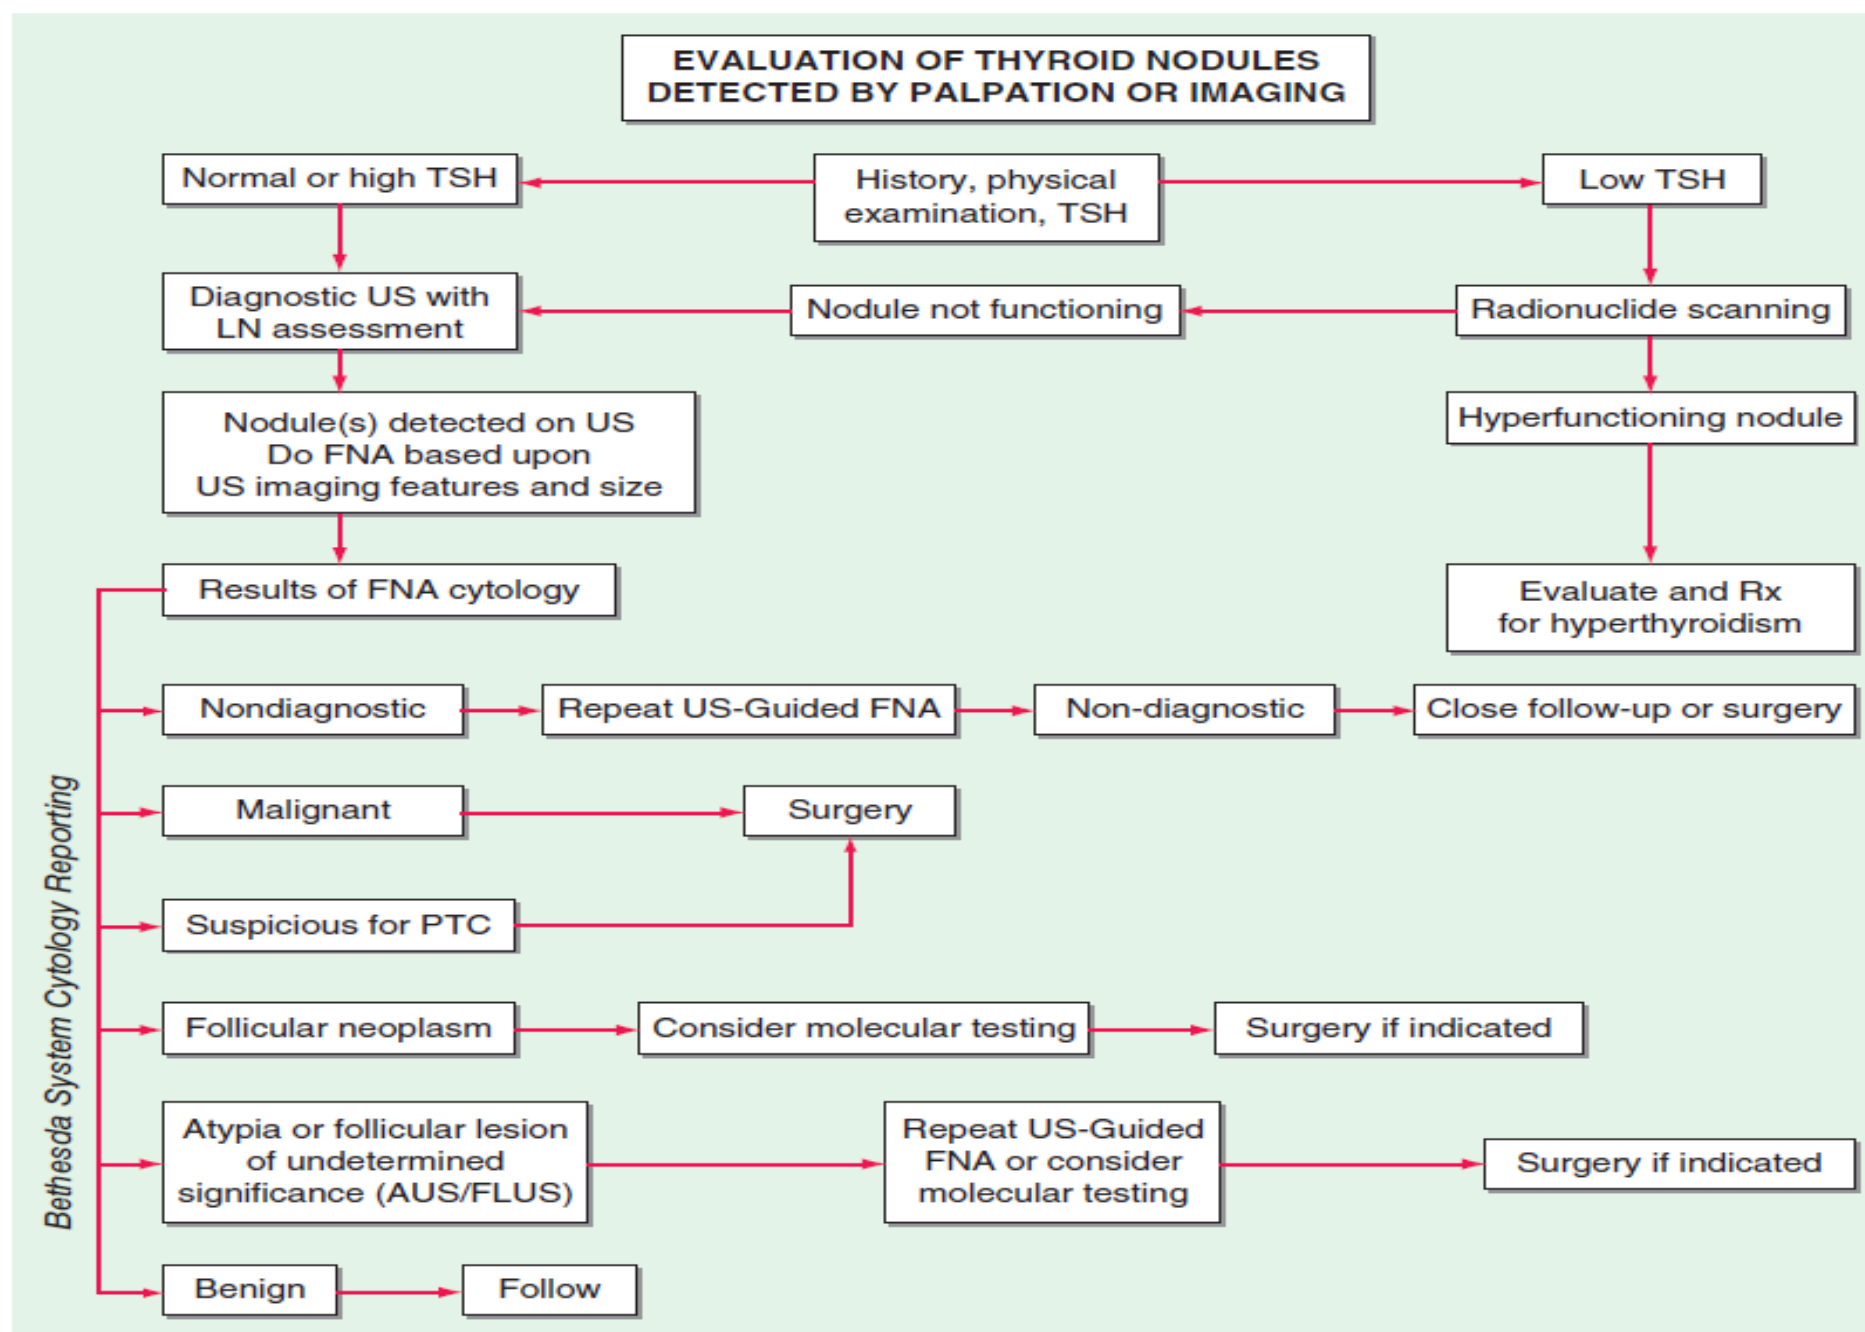 EVALUATION OF THYROID NODULES
DETECTED BY PALPATION OR IMAGING
Normal or high TSH
History, physical
examination, TSH
Low TSH
Diagnostic US with
LN assessment
Nodule not functioning
Radionuclide scanning
Nodule(s) detected on US
Do FNA based upon
US imaging features and size
Hyperfunctioning nodule
Results of FNA cytology
Evaluate and Rx
for hyperthyroidism
Bethesda System Cytology Reporting
Nondiagnostic
Repeat US-Guided FNA
Non-diagnostic
Close follow-up or surgery
Malignant
Surgery
Suspicious for PTC
Follicular neoplasm
Consider molecular testing
Surgery if indicated
Atypia or follicular lesion
of undetermined
significance (AUS/FLUS)
Repeat US-Guided
FNA or consider
molecular testing
Surgery if indicated
Benign
Follow